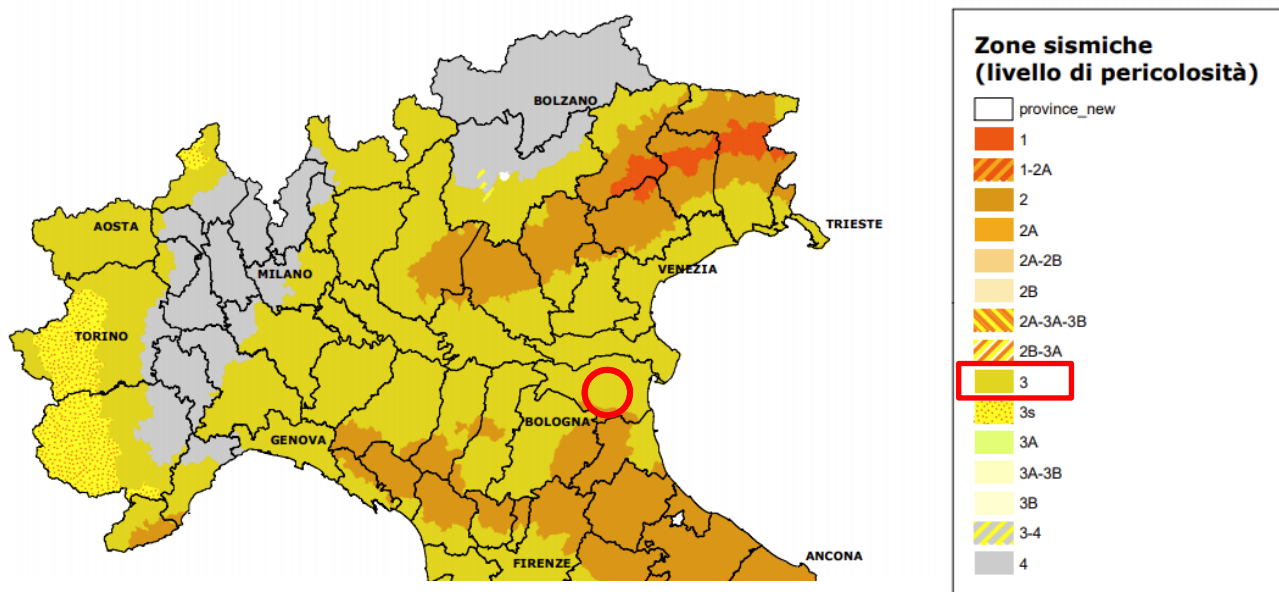 BOLZANO
AOSTA
TRIESTE
MILANO
VENEZIA
TORINO
BOLOGNA
GENOVA
FIRENZE
ANCONA
Zone sismiche
(livello di pericolosità)
province_new
1
1-2A
2
2A
2A-2B
2B
2A-3A-3B
2B-3A
3
3s
3A
3A-3B
3B
3-4
4